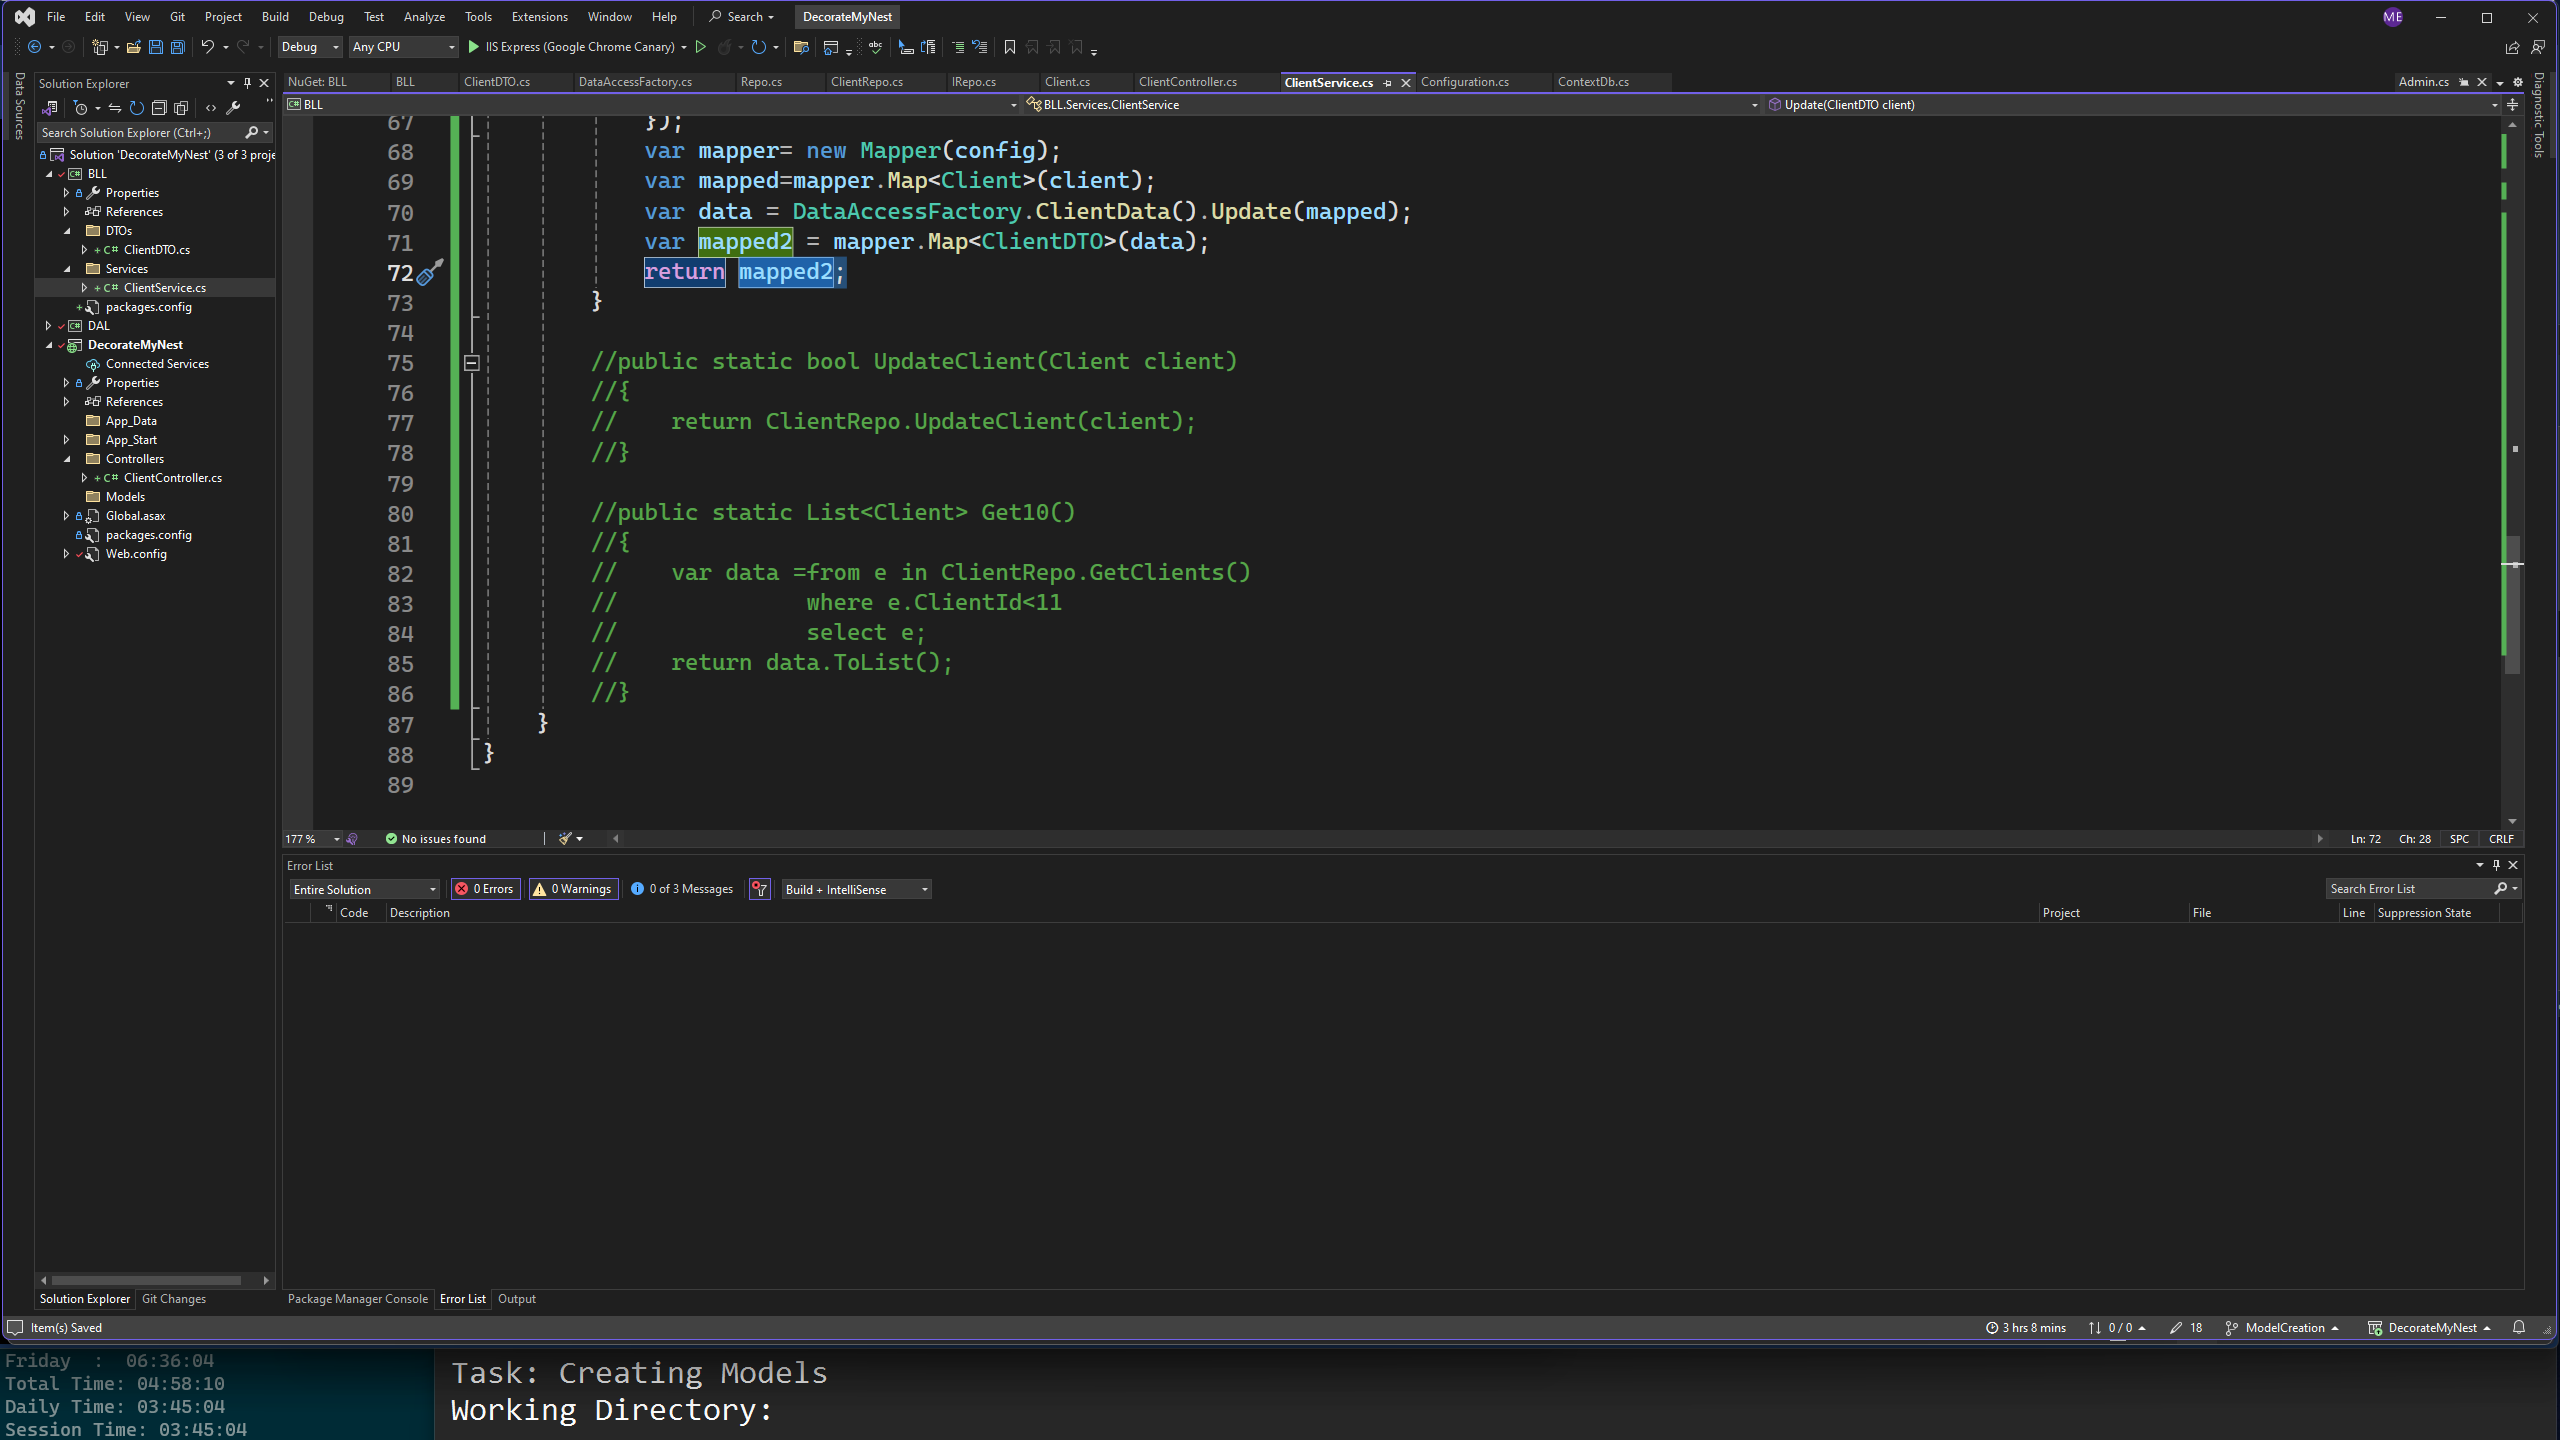 File Edit View Git Project Build Debug Test Analyze Tools Extensions Window Help Search DecorateMyNest ME
Debug Any CPU IIS Express (Google Chrome Canary)
Data Sources
Solution Explorer
Search Solution Explorer (Ctrl+;)
Solution 'DecorateMyNest' (3 of 3 proje
BLL
Properties
References
DTOs
C# ClientDTO.cs
Services
C# ClientService.cs
packages.config
DAL
DecorateMyNest
Connected Services
Properties
References
App_Data
App_Start
Controllers
C# ClientController.cs
Models
Global.asax
packages.config
Web.config
Solution Explorer Git Changes
NuGet: BLL BLL ClientDTO.cs DataAccessFactory.cs Repo.cs ClientRepo.cs IRepo.cs Client.cs ClientController.cs ClientService.cs Configuration.cs ContextDb.cs Admin.cs
BLL BLL.Services.ClientService Update(ClientDTO client)
Diagnostic Tools
67 });
68 var mapper= new Mapper(config);
69 var mapped=mapper.Map<Client>(client);
70 var data = DataAccessFactory.ClientData().Update(mapped);
71 var mapped2 = mapper.Map<ClientDTO>(data);
72 return mapped2;
73 }
74
75 //public static bool UpdateClient(Client client)
76 //{
77 // return ClientRepo.UpdateClient(client);
78 //}
79
80 //public static List<Client> Get10()
81 //{
82 // var data =from e in ClientRepo.GetClients()
83 // where e.ClientId<11
84 // select e;
85 // return data.ToList();
86 //}
87 }
88 }
89
177 % No issues found Ln: 72 Ch: 28 SPC CRLF
Error List
Entire Solution 0 Errors 0 Warnings 0 of 3 Messages Build + IntelliSense Search Error List
Code Description Project File Line Suppression State
Package Manager Console Error List Output
Item(s) Saved 3 hrs 8 mins 0 / 0 18 ModelCreation DecorateMyNest
Friday : 06:36:04
Total Time: 04:58:10
Daily Time: 03:45:04
Session Time: 03:45:04
Task: Creating Models
Working Directory: